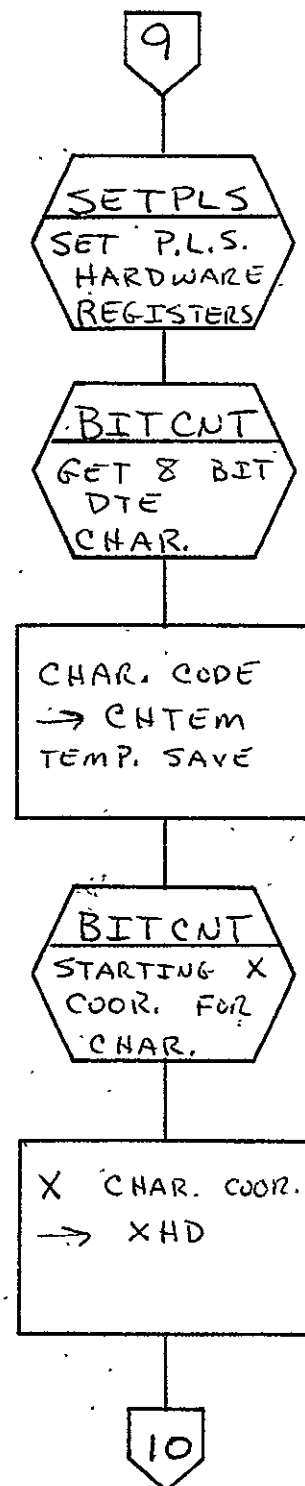 9
SETPLS
SET P.L.S.
HARDWARE
REGISTERS
BITCNT
GET 8 BIT
DTE
CHAR.
CHAR. CODE
→ CHTEM
TEMP. SAVE
BITCNT
STARTING X
COOR. FOR
CHAR.
X CHAR. COOR.
→ XHD
10